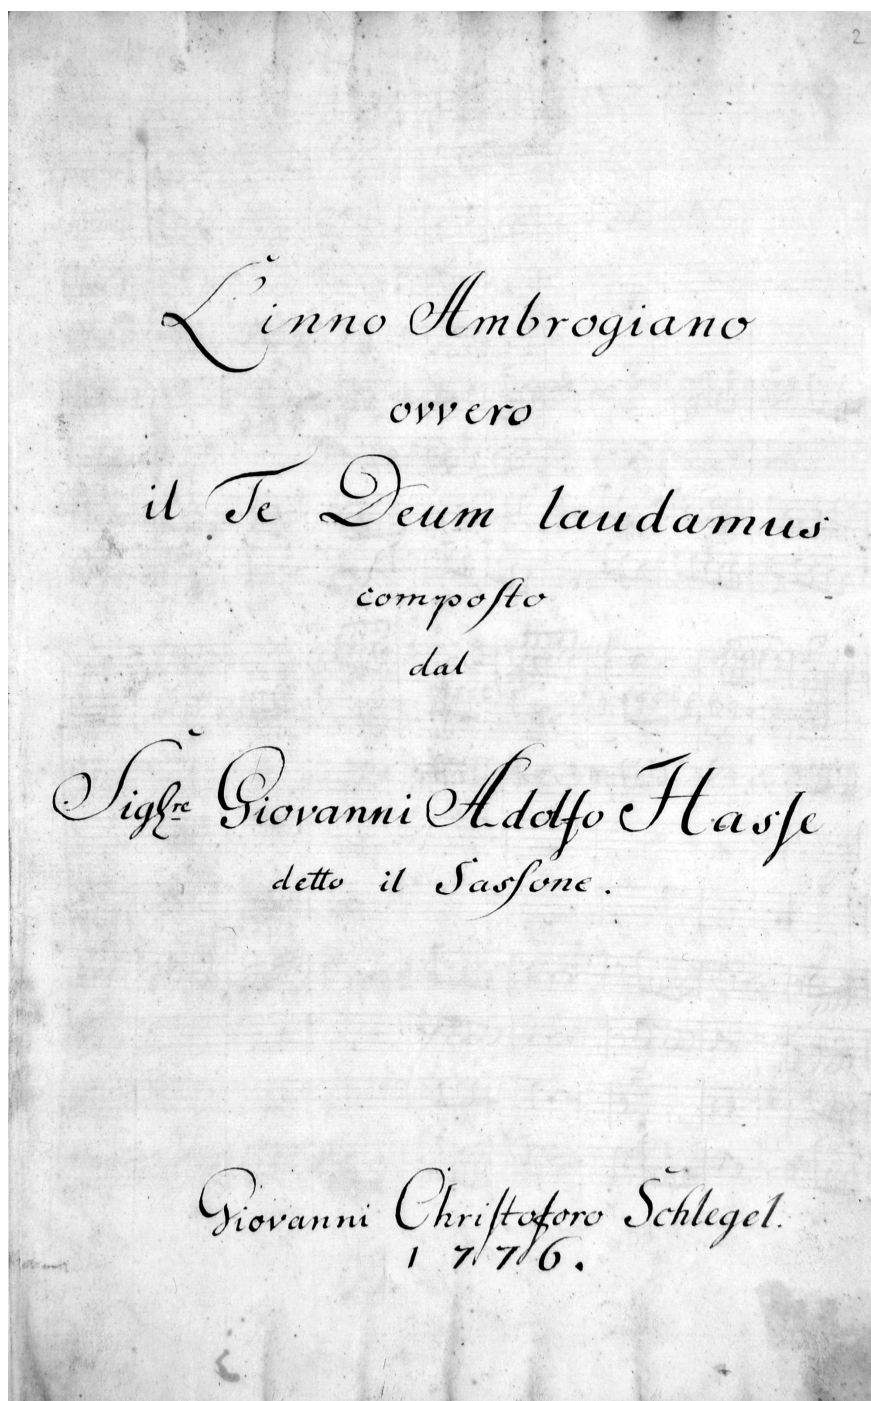 2
L'inno Ambrogiano
ovvero
il Te Deum laudamus
compoſto
dal
Sigh.re Giovanni Adolfo Hasſe
detto il Sasſone.
Giovanni Chriſtoforo Schlegel.
1776.